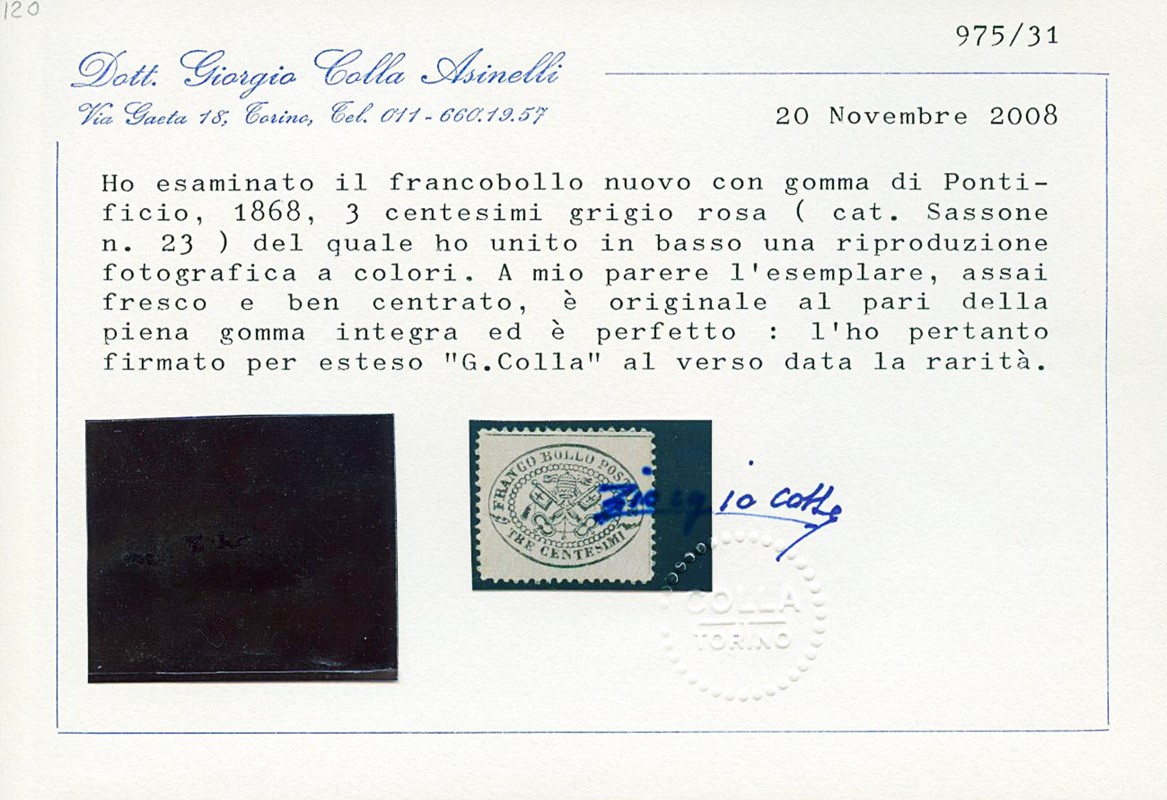 120
975/31
Dott. Giorgio Colla Asinelli
Via Gaeta 18, Torino, Tel. 011 - 660.19.57
20 Novembre 2008
Ho esaminato il francobollo nuovo con gomma di Ponti-
ficio, 1868, 3 centesimi grigio rosa ( cat. Sassone
n. 23 ) del quale ho unito in basso una riproduzione
fotografica a colori. A mio parere l'esemplare, assai
fresco e ben centrato, è originale al pari della
piena gomma integra ed è perfetto : l'ho pertanto
firmato per esteso "G.Colla" al verso data la rarità.
FRANCO BOLLO POS
TRE CENTESIMI
Giorgio Colla
COLLA
TORINO